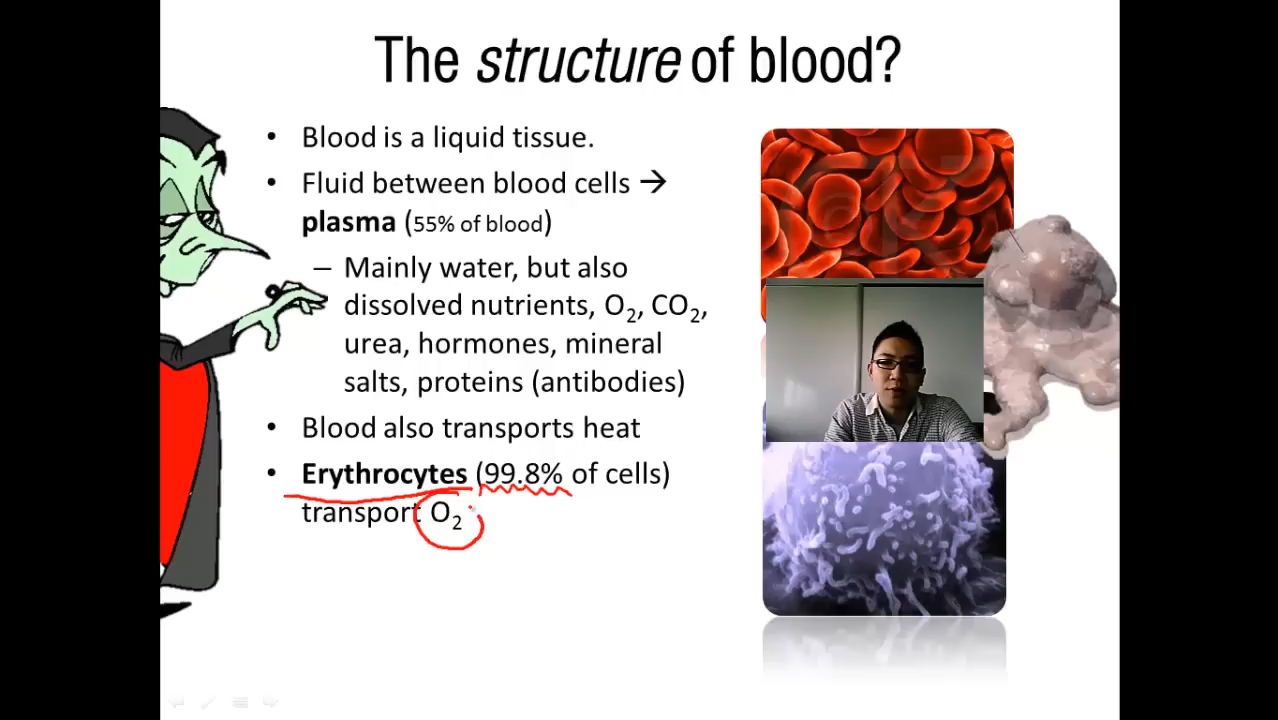 The structure of blood?
• Blood is a liquid tissue.
• Fluid between blood cells →
plasma (55% of blood)
– Mainly water, but also
dissolved nutrients, O₂, CO₂,
urea, hormones, mineral
salts, proteins (antibodies)
• Blood also transports heat
• Erythrocytes (99.8% of cells)
transport O₂